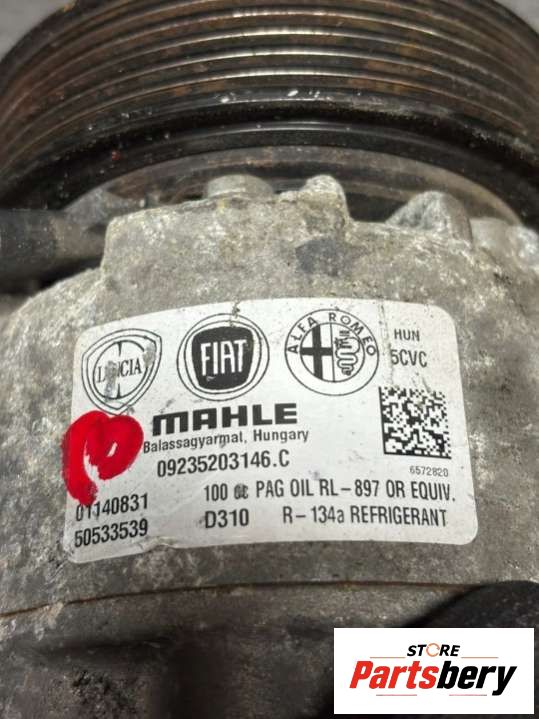 LANCIA
FIAT
ALFA ROMEO
HUN
5CVC
MAHLE
Balassagyarmat, Hungary
09235203146.C
6572820
01140831
100 cc PAG OIL RL-897 OR EQUIV.
50533539
D310 R-134a REFRIGERANT
STORE
Partsbery